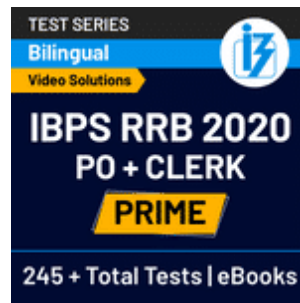 TEST SERIES
Bilingual
Video Solutions
IBPS RRB 2020
PO + CLERK
PRIME
245 + Total Tests | eBooks